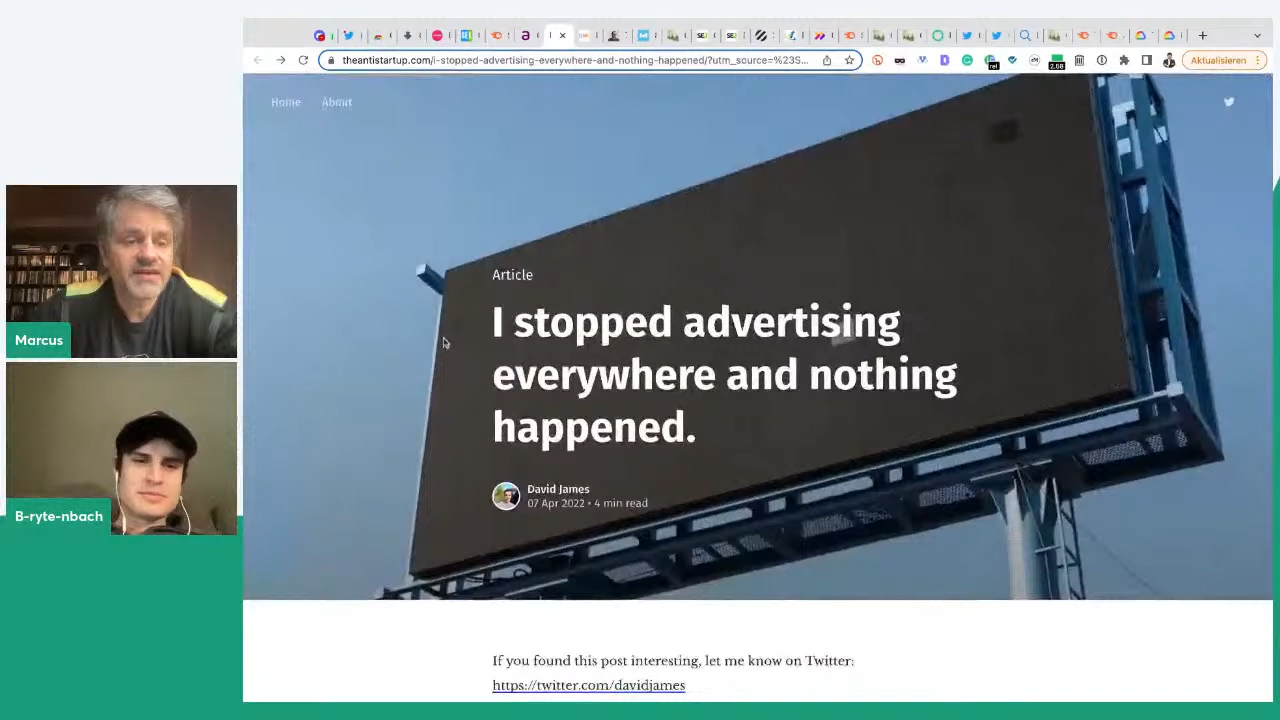 theantistartup.com/i-stopped-advertising-everywhere-and-nothing-happened/?utm_source=%23S...
2.58
Aktualisieren
Home
About
Article
I stopped advertising
everywhere and nothing
happened.
David James
07 Apr 2022 • 4 min read
Marcus
B-ryte-nbach
If you found this post interesting, let me know on Twitter:
https://twitter.com/davidjames